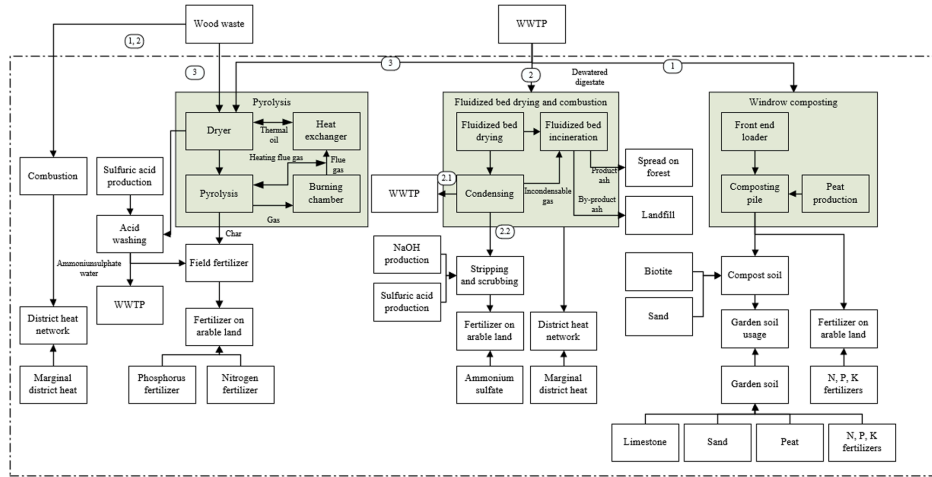 Wood waste
WWTP
1, 2
3
3
2
1
Dewatered
digestate
Pyrolysis
Fluidized bed drying and combustion
Windrow composting
Dryer
Thermal
oil
Heat
exchanger
Heating flue gas
Flue
gas
Pyrolysis
Burning
chamber
Gas
Char
Fluidized bed
drying
Fluidized bed
incineration
Product
ash
By-product
ash
Condensing
Incondensable
gas
2.1
WWTP
2.2
Spread on
forest
Landfill
Front end
loader
Composting
pile
Peat
production
Combustion
Sulfuric acid
production
Acid
washing
Ammoniunsulphate
water
WWTP
Field fertilizer
District heat
network
Fertilizer on
arable land
Marginal
district heat
Phosphorus
fertilizer
Nitrogen
fertilizer
NaOH
production
Sulfuric acid
production
Stripping
and scrubbing
Fertilizer on
arable land
District heat
network
Ammonium
sulfate
Marginal
district heat
Biotite
Sand
Compost soil
Garden soil
usage
Fertilizer on
arable land
Garden soil
N, P, K
fertilizers
Limestone
Sand
Peat
N, P, K
fertilizers